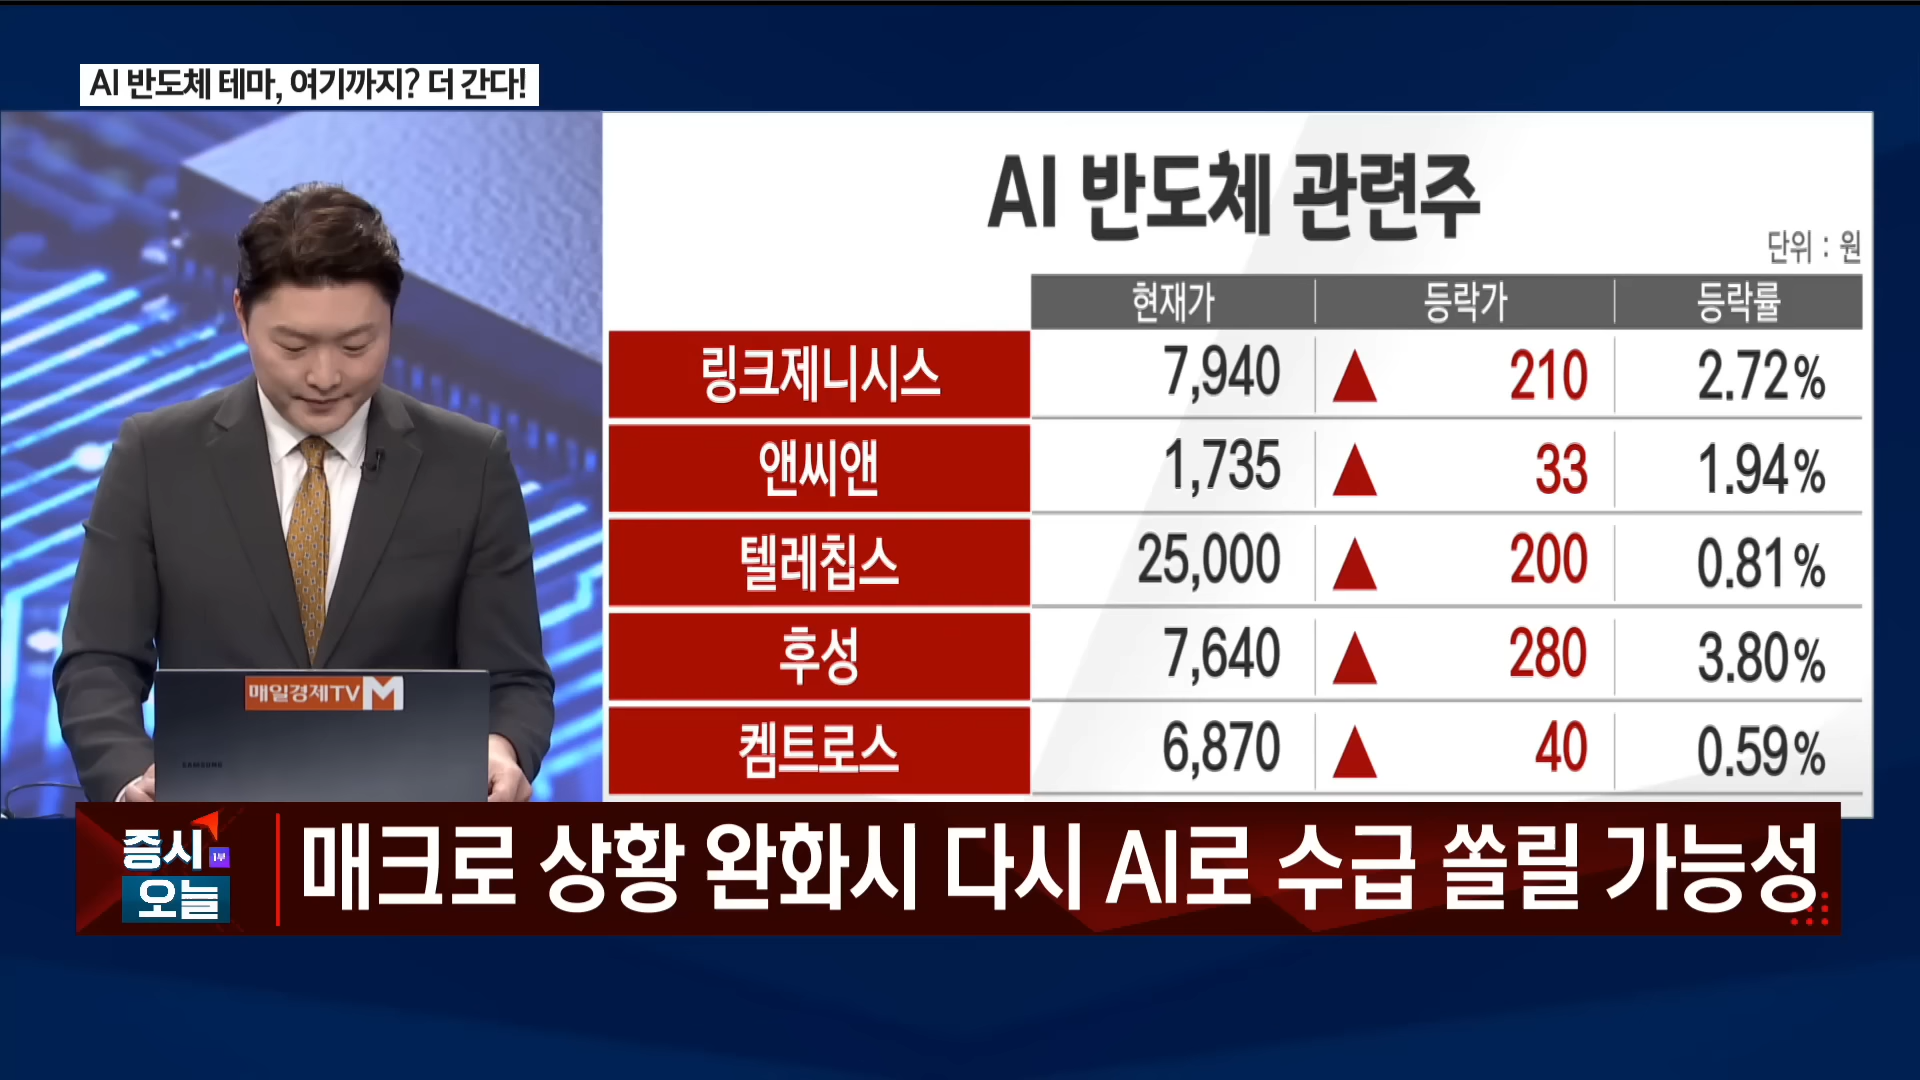 AI 반도체 테마, 여기까지? 더 간다!
AI 반도체 관련주
단위 : 원
현재가 등락가 등락률
링크제니시스 7,940 ▲ 210 2.72%
앤씨앤 1,735 ▲ 33 1.94%
텔레칩스 25,000 ▲ 200 0.81%
후성 7,640 ▲ 280 3.80%
켐트로스 6,870 ▲ 40 0.59%
매일경제TV M
SAMSUNG
증시 1부
오늘
매크로 상황 완화시 다시 AI로 수급 쏠릴 가능성